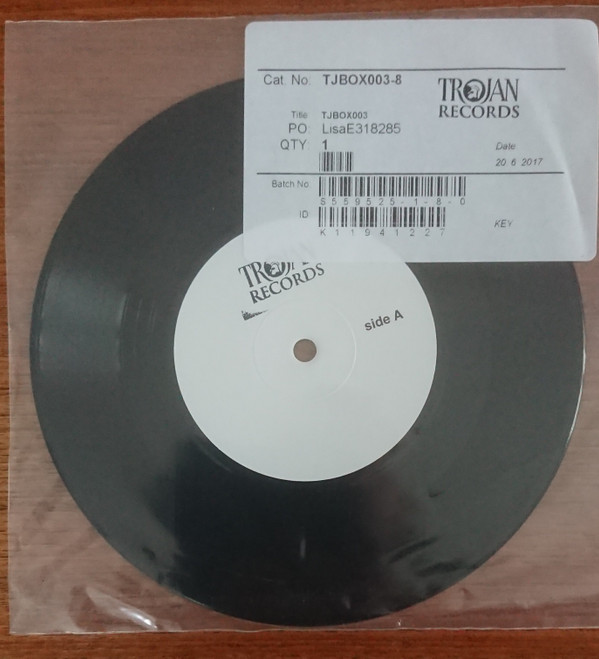 Cat. No: TJBOX003-8
TROJAN
RECORDS
Title: TJBOX003
PO: LisaE318285
QTY: 1
Date
20 6 2017
Batch No
S559525-1-8-0
ID
K11941227
KEY
TROJAN
RECORDS
side A